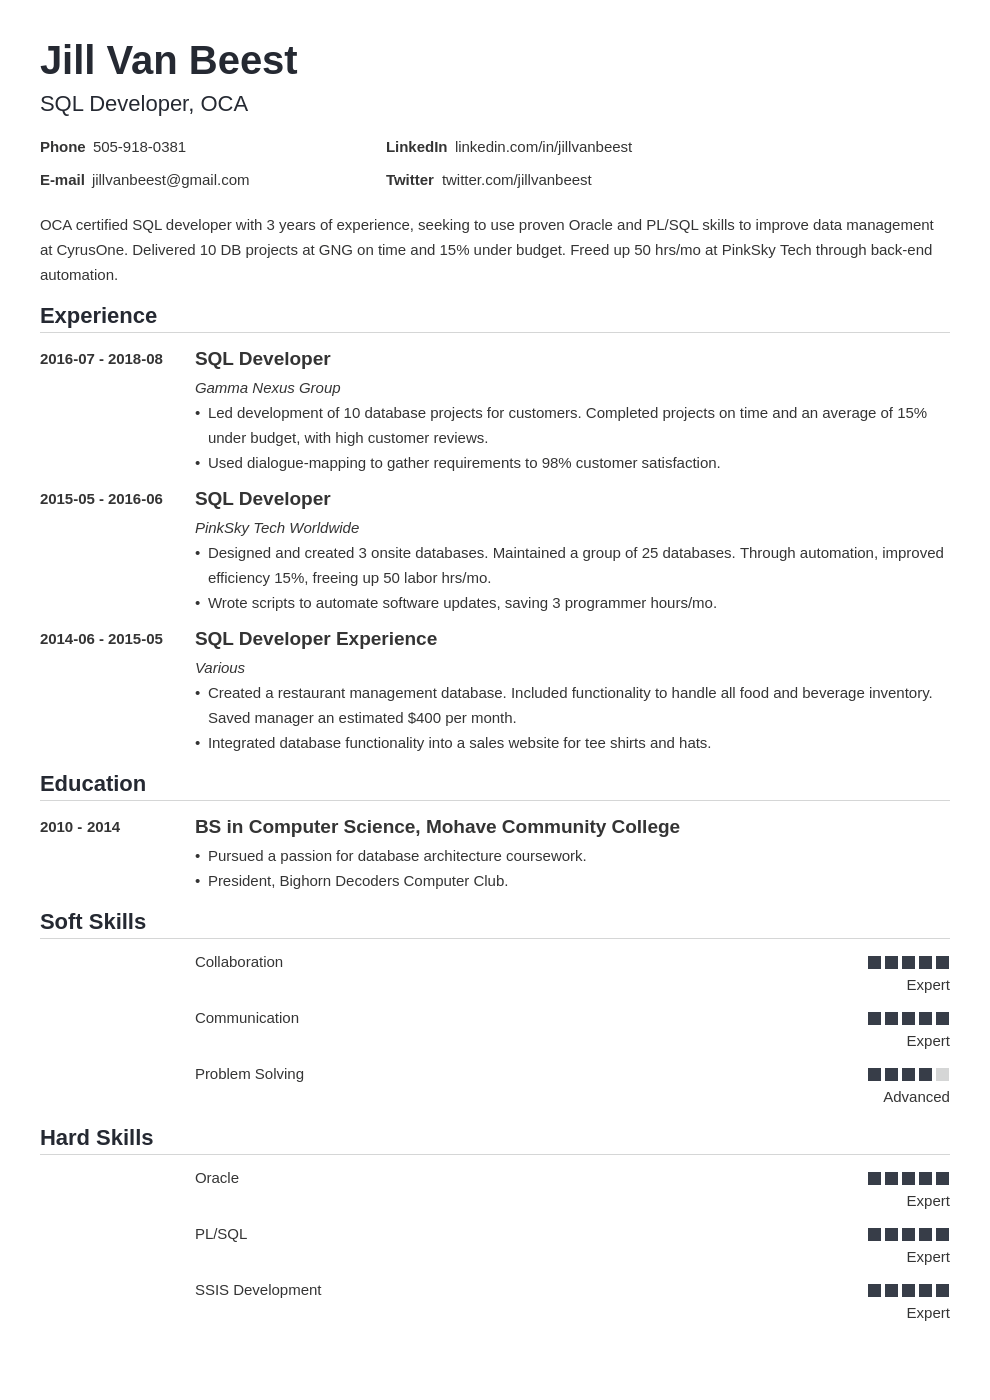 Jill Van Beest
SQL Developer, OCA
Phone 505-918-0381
LinkedIn linkedin.com/in/jillvanbeest
E-mail jillvanbeest@gmail.com
Twitter twitter.com/jillvanbeest
OCA certified SQL developer with 3 years of experience, seeking to use proven Oracle and PL/SQL skills to improve data management
at CyrusOne. Delivered 10 DB projects at GNG on time and 15% under budget. Freed up 50 hrs/mo at PinkSky Tech through back-end
automation.
Experience
2016-07 - 2018-08
SQL Developer
Gamma Nexus Group
• Led development of 10 database projects for customers. Completed projects on time and an average of 15%
under budget, with high customer reviews.
• Used dialogue-mapping to gather requirements to 98% customer satisfaction.
2015-05 - 2016-06
SQL Developer
PinkSky Tech Worldwide
• Designed and created 3 onsite databases. Maintained a group of 25 databases. Through automation, improved
efficiency 15%, freeing up 50 labor hrs/mo.
• Wrote scripts to automate software updates, saving 3 programmer hours/mo.
2014-06 - 2015-05
SQL Developer Experience
Various
• Created a restaurant management database. Included functionality to handle all food and beverage inventory.
Saved manager an estimated $400 per month.
• Integrated database functionality into a sales website for tee shirts and hats.
Education
2010 - 2014
BS in Computer Science, Mohave Community College
• Pursued a passion for database architecture coursework.
• President, Bighorn Decoders Computer Club.
Soft Skills
Collaboration
Expert
Communication
Expert
Problem Solving
Advanced
Hard Skills
Oracle
Expert
PL/SQL
Expert
SSIS Development
Expert